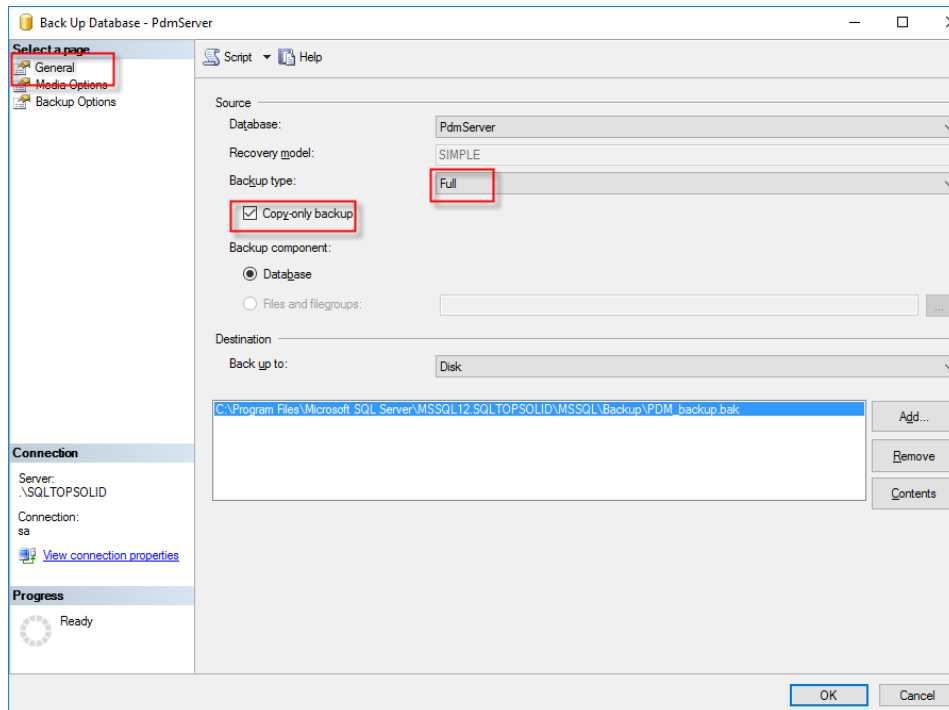 Back Up Database - PdmServer
Select a page
General
Media Options
Backup Options
Script
Help
Source
Database:
PdmServer
Recovery model:
SIMPLE
Backup type:
Full
Copy-only backup
Backup component:
Database
Files and filegroups:
...
Destination
Back up to:
Disk
C:\Program Files\Microsoft SQL Server\MSSQL12.SQLTOPSOLID\MSSQL\Backup\PDM_backup.bak
Add...
Remove
Contents
Connection
Server:
.\SQLTOPSOLID
Connection:
sa
View connection properties
Progress
Ready
OK
Cancel